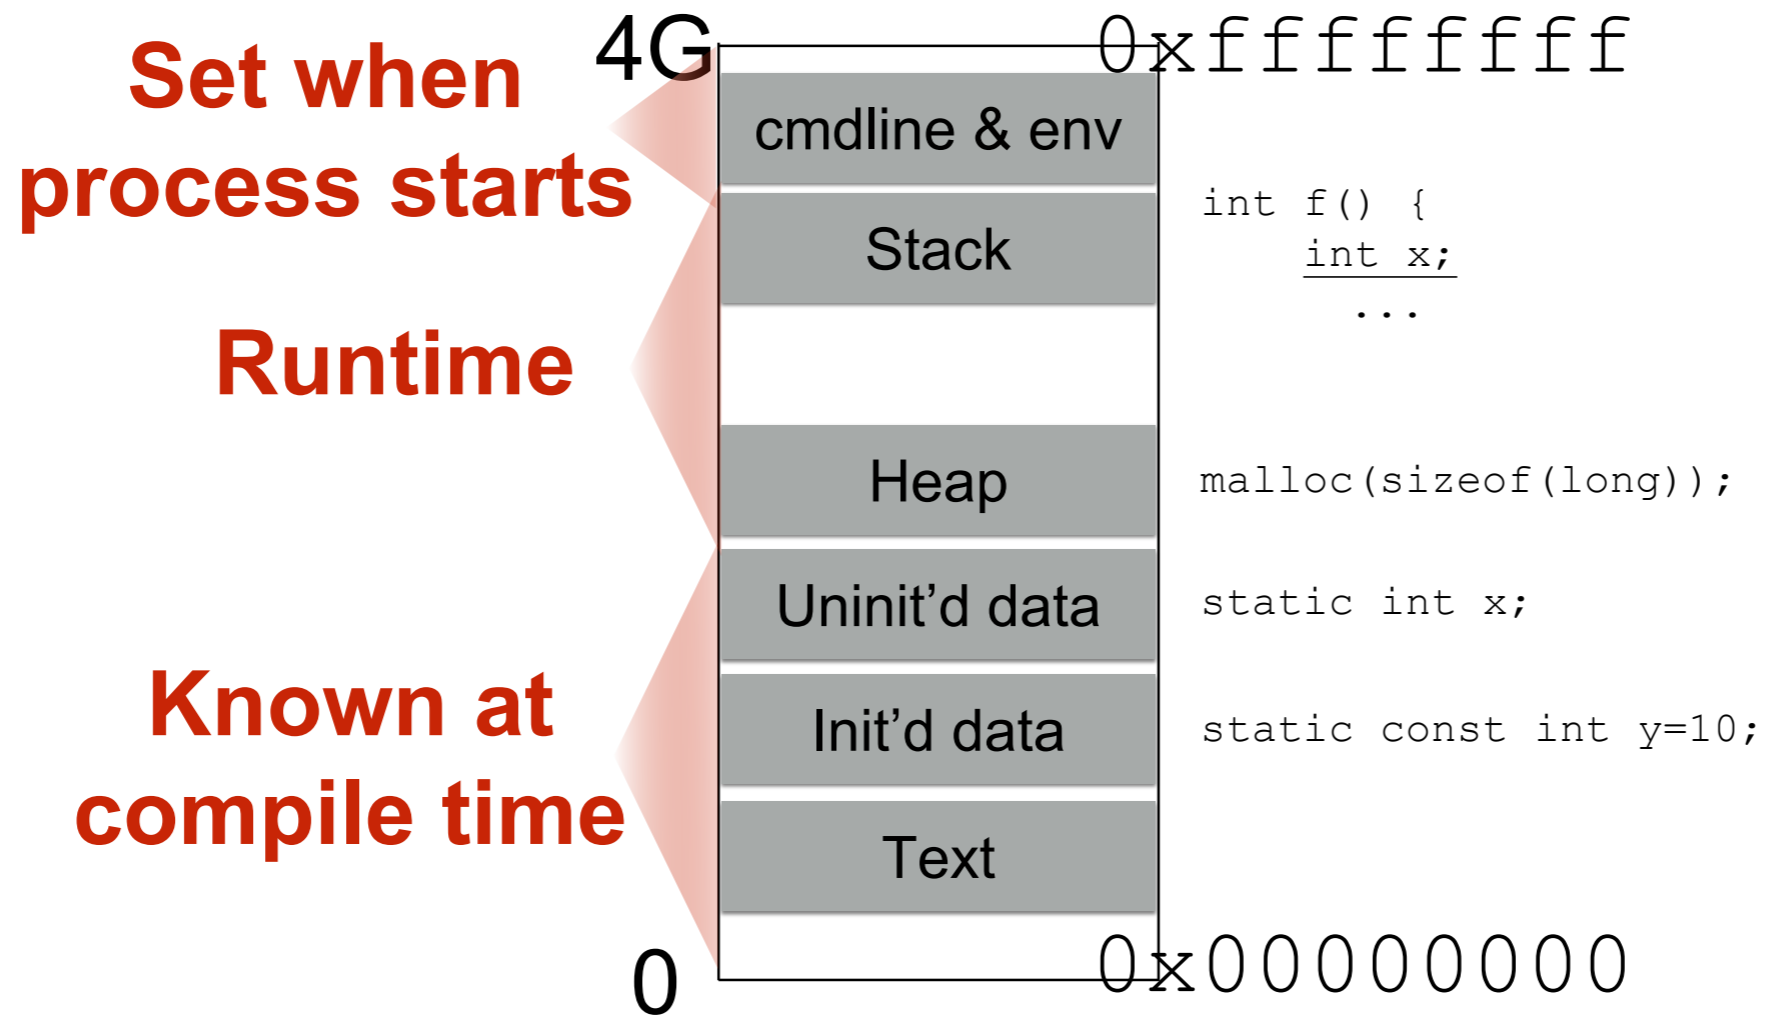 4G
0xffffffff
Set when
process starts
cmdline & env
Stack
int f() {
int x;
...
Runtime
Heap
malloc(sizeof(long));
Uninit’d data
static int x;
Known at
compile time
Init’d data
static const int y=10;
Text
0
0x00000000